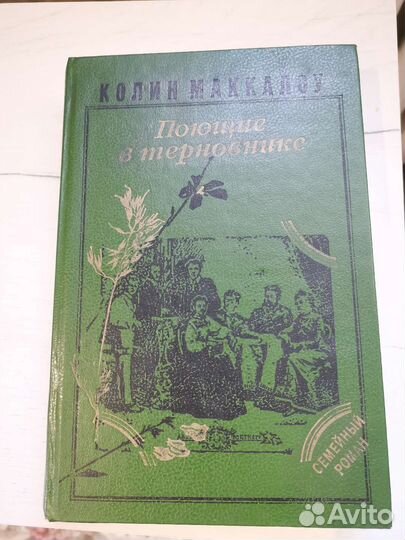 КОЛИН МАККАЛОУ
Поющие
в терновнике
СЕМЕЙНЫЙ
РОМАН
Avito